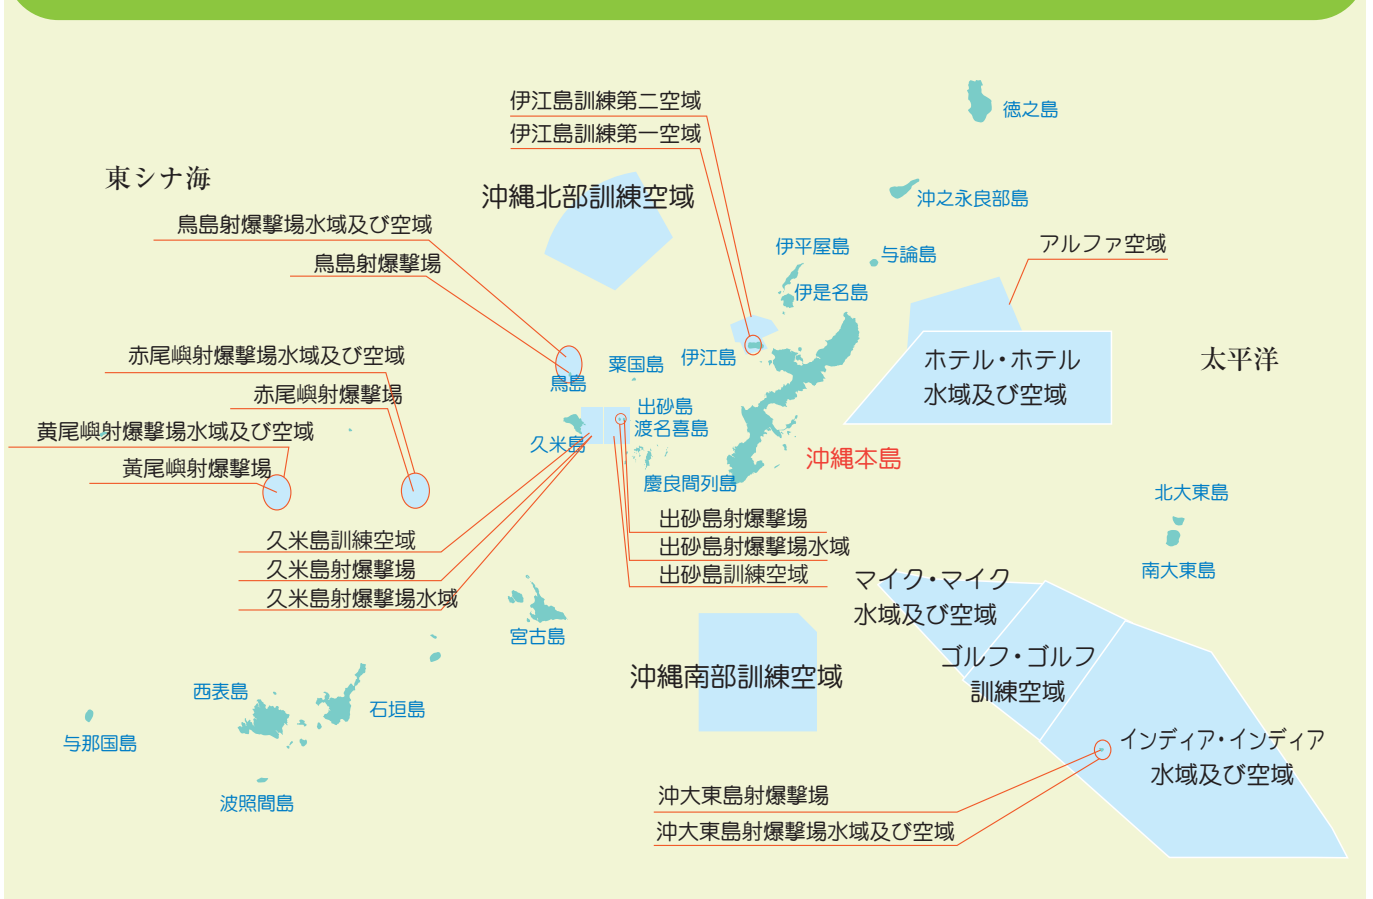 伊江島訓練第二空域
徳之島
伊江島訓練第一空域
東シナ海
沖縄北部訓練空域
沖之永良部島
鳥島射爆撃場水域及び空域
伊平屋島
与論島
アルファ空域
鳥島射爆撃場
伊是名島
赤尾嶼射爆撃場水域及び空域
粟国島
伊江島
ホテル・ホテル
水域及び空域
太平洋
鳥島
赤尾嶼射爆撃場
出砂島
渡名喜島
黄尾嶼射爆撃場水域及び空域
久米島
沖縄本島
黃尾嶼射爆撃場
慶良間列島
北大東島
出砂島射爆撃場
久米島訓練空域
出砂島射爆撃場水域
久米島射爆撃場
出砂島訓練空域
南大東島
久米島射爆撃場水域
マイク・マイク
水域及び空域
宮古島
ゴルフ・ゴルフ
訓練空域
沖縄南部訓練空域
西表島
石垣島
与那国島
インディア・インディア
水域及び空域
波照間島
沖大東島射爆撃場
沖大東島射爆撃場水域及び空域